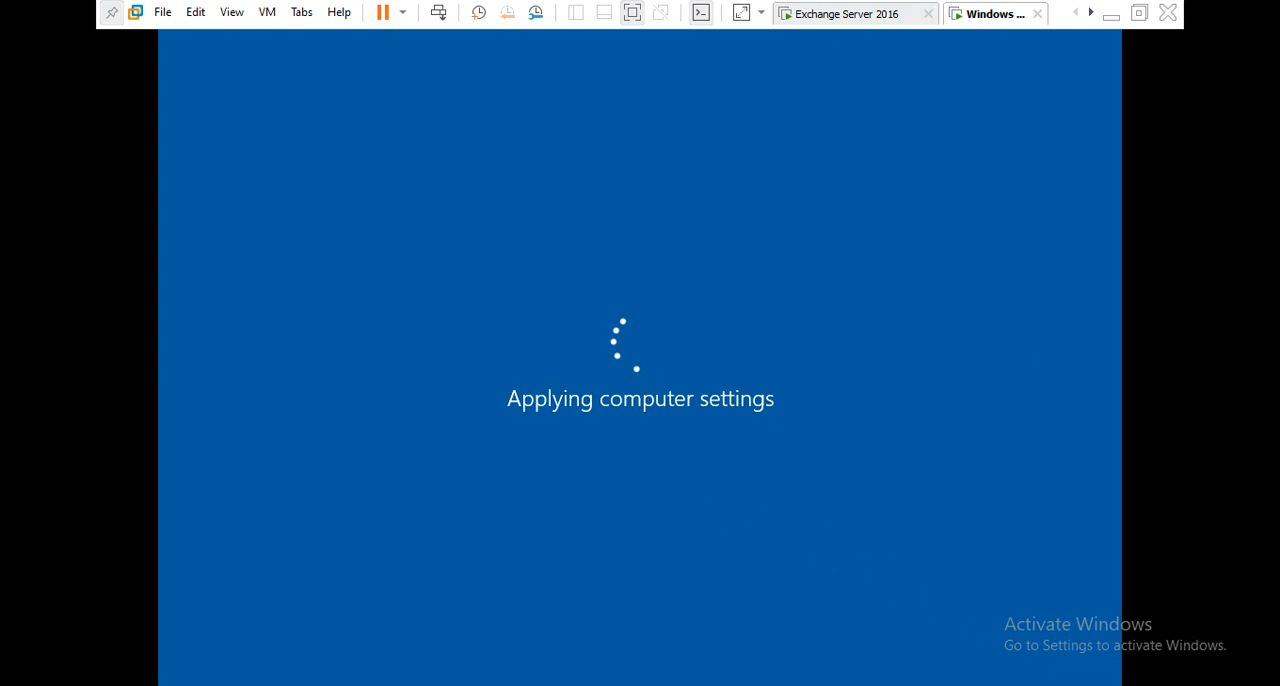 File Edit View VM Tabs Help Exchange Server 2016 Windows ...
Applying computer settings
Activate Windows
Go to Settings to activate Windows.